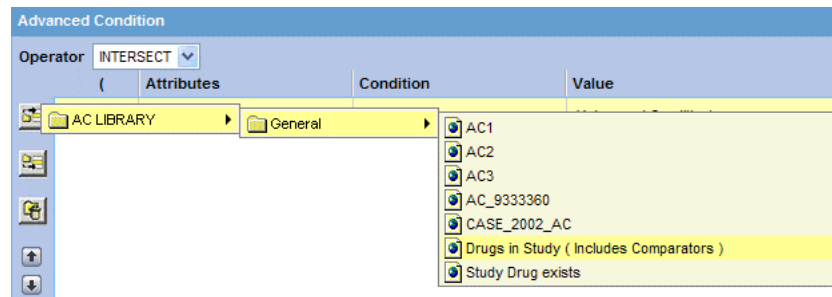 Advanced Condition
Operator INTERSECT
( Attributes Condition Value
AC LIBRARY
General
AC1
AC2
AC3
AC_9333360
CASE_2002_AC
Drugs in Study ( Includes Comparators )
Study Drug exists